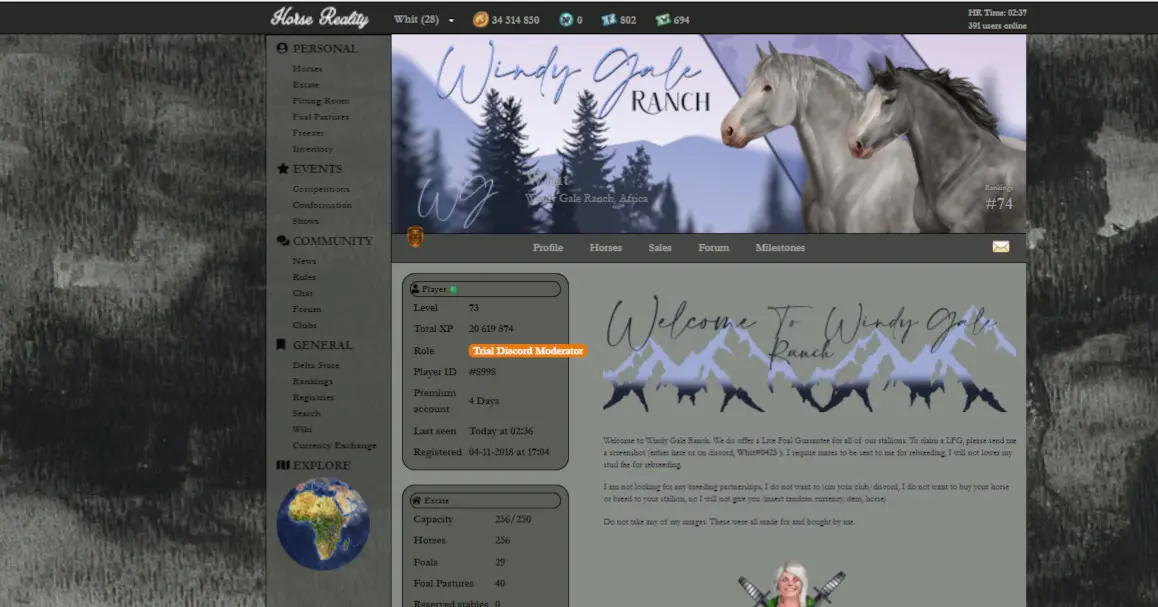 Horse Reality
Whit (28)
34 514 850
0
802
694
HR Time: 02:37
391 users online
PERSONAL
Horses
Estate
Fitting Room
Foal Pastures
Freezer
Inventory
EVENTS
Competitions
Conformation
Shows
COMMUNITY
News
Rules
Chat
Forum
Clubs
GENERAL
Delta Store
Rankings
Registries
Search
Wiki
Currency Exchange
EXPLORE
Windy Gale
RANCH
WG
Whit
Windy Gale Ranch, Africa
Rankings
#74
Profile
Horses
Sales
Forum
Milestones
Player
Level 73
Total XP 20 619 874
Role Trial Discord Moderator
Player ID #8998
Premium
account 4 Days
Last seen Today at 02:36
Registered 04-11-2018 at 17:04
Estate
Capacity 256/250
Horses 256
Foals 29
Foal Pastures 40
Reserved stables 0
Welcome To Windy Gale
Ranch
Welcome to Windy Gale Ranch. We do offer a Live Foal Guarantee for all of our stallions. To claim a LFG, please send me
a screenshot (either here or on discord, Whit#0423 ). I require mares to be sent to me for rebreeding, I will not lower my
stud fee for rebreeding.
I am not looking for any breeding partnerships, I do not want to join your club/ discord, I do not want to buy your horse
or breed to your stallion, no I will not give you (insert random currency, item, horse).
Do not take any of my images. These were all made for and bought by me.